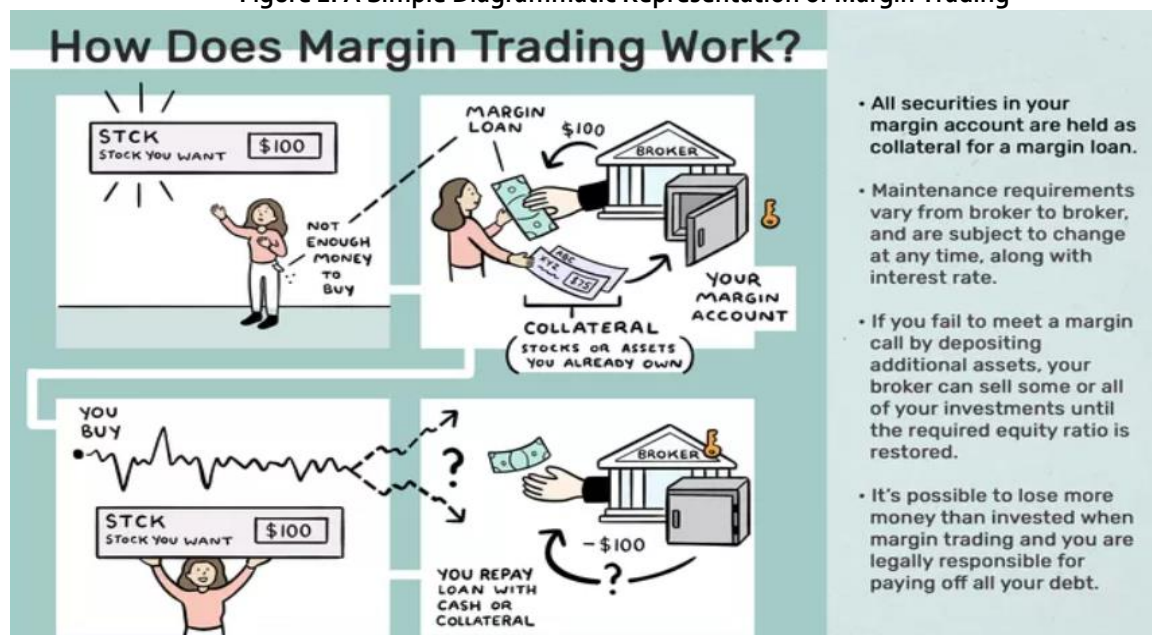 Figure 2: A Simple Diagrammatic Representation of Margin Trading
How Does Margin Trading Work?
STCK
STOCK YOU WANT
$100
NOT
ENOUGH
MONEY
TO
BUY
MARGIN
LOAN
$100
BROKER
ABC
XYZ
$75
YOUR
MARGIN
ACCOUNT
COLLATERAL
(STOCKS OR ASSETS
YOU ALREADY OWN)
YOU
BUY
STCK
STOCK YOU WANT
$100
?
BROKER
-$100
?
YOU REPAY
LOAN WITH
CASH OR
COLLATERAL
• All securities in your
margin account are held as
collateral for a margin loan.
• Maintenance requirements
vary from broker to broker,
and are subject to change
at any time, along with
interest rate.
• If you fail to meet a margin
call by depositing
additional assets, your
broker can sell some or all
of your investments until
the required equity ratio is
restored.
• It's possible to lose more
money than invested when
margin trading and you are
legally responsible for
paying off all your debt.